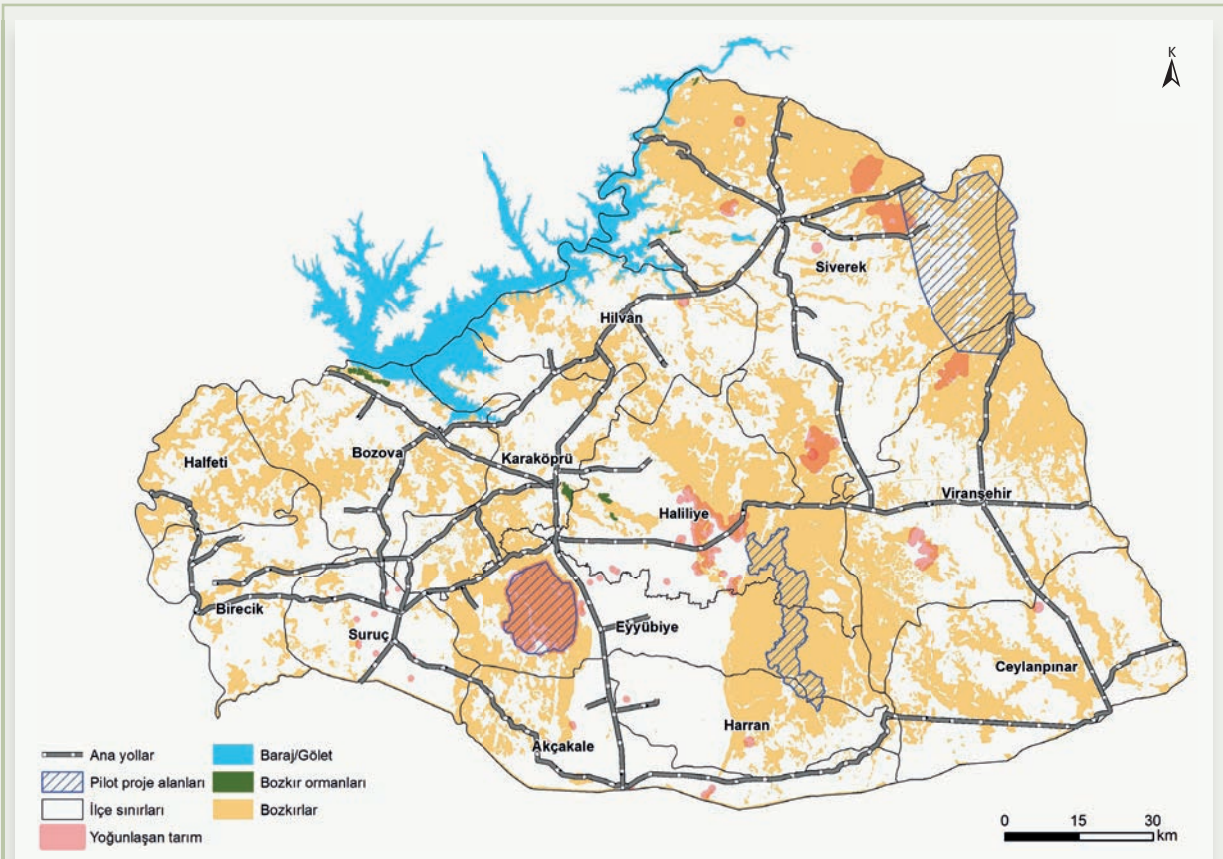 K
Siverek
Hilvan
Halfeti
Bozova
Karaköprü
Haliliye
Viranşehir
Birecik
Suruç
Eyyübiye
Ceylanpınar
Harran
Akçakale
Ana yollar
Pilot proje alanları
İlçe sınırları
Yoğunlaşan tarım
Baraj/Gölet
Bozkır ormanları
Bozkırlar
0 15 30
km